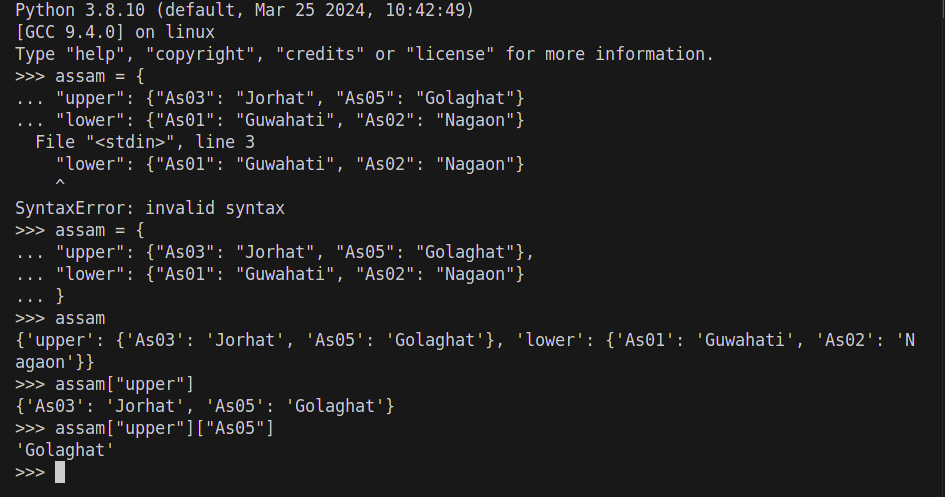 Python 3.8.10 (default, Mar 25 2024, 10:42:49)
[GCC 9.4.0] on linux
Type "help", "copyright", "credits" or "license" for more information.
>>> assam = {
... "upper": {"As03": "Jorhat", "As05": "Golaghat"}
... "lower": {"As01": "Guwahati", "As02": "Nagaon"}
  File "<stdin>", line 3
    "lower": {"As01": "Guwahati", "As02": "Nagaon"}
    ^
SyntaxError: invalid syntax
>>> assam = {
... "upper": {"As03": "Jorhat", "As05": "Golaghat"},
... "lower": {"As01": "Guwahati", "As02": "Nagaon"}
... }
>>> assam
{'upper': {'As03': 'Jorhat', 'As05': 'Golaghat'}, 'lower': {'As01': 'Guwahati', 'As02': 'N
agaon'}}
>>> assam["upper"]
{'As03': 'Jorhat', 'As05': 'Golaghat'}
>>> assam["upper"]["As05"]
'Golaghat'
>>>